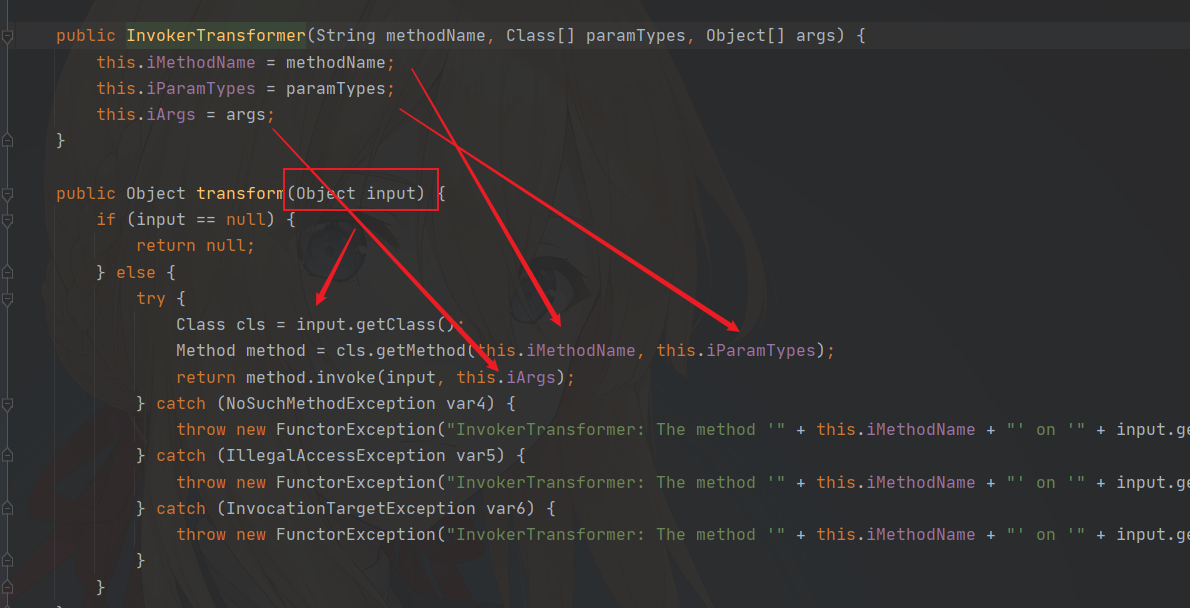 public InvokerTransformer(String methodName, Class[] paramTypes, Object[] args) {
this.iMethodName = methodName;
this.iParamTypes = paramTypes;
this.iArgs = args;
}
public Object transform(Object input) {
if (input == null) {
return null;
} else {
try {
Class cls = input.getClass();
Method method = cls.getMethod(this.iMethodName, this.iParamTypes);
return method.invoke(input, this.iArgs);
} catch (NoSuchMethodException var4) {
throw new FunctorException("InvokerTransformer: The method '" + this.iMethodName + "' on '" + input.ge
} catch (IllegalAccessException var5) {
throw new FunctorException("InvokerTransformer: The method '" + this.iMethodName + "' on '" + input.ge
} catch (InvocationTargetException var6) {
throw new FunctorException("InvokerTransformer: The method '" + this.iMethodName + "' on '" + input.ge
}
}